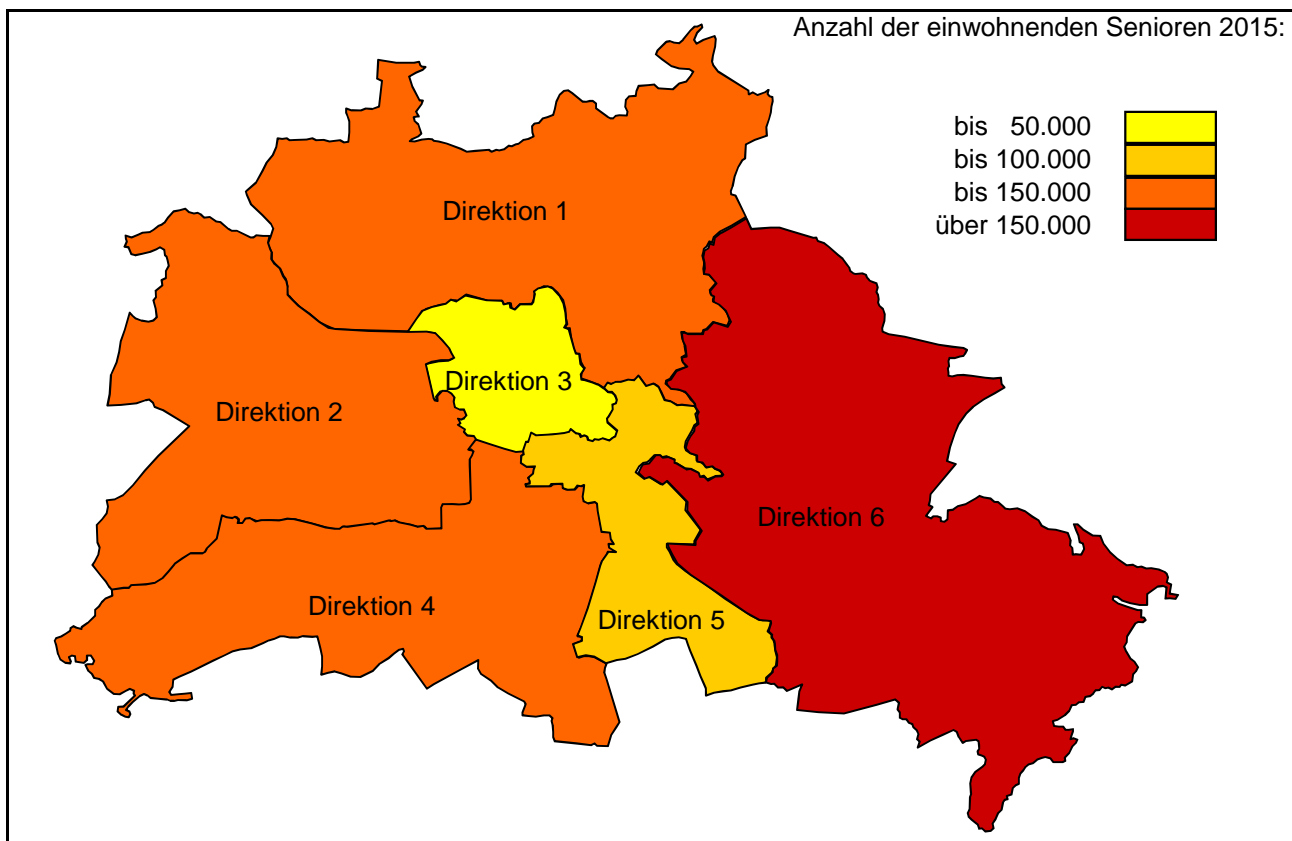 Anzahl der einwohnenden Senioren 2015:
bis 50.000
bis 100.000
bis 150.000
über 150.000
Direktion 1
Direktion 3
Direktion 2
Direktion 6
Direktion 4
Direktion 5